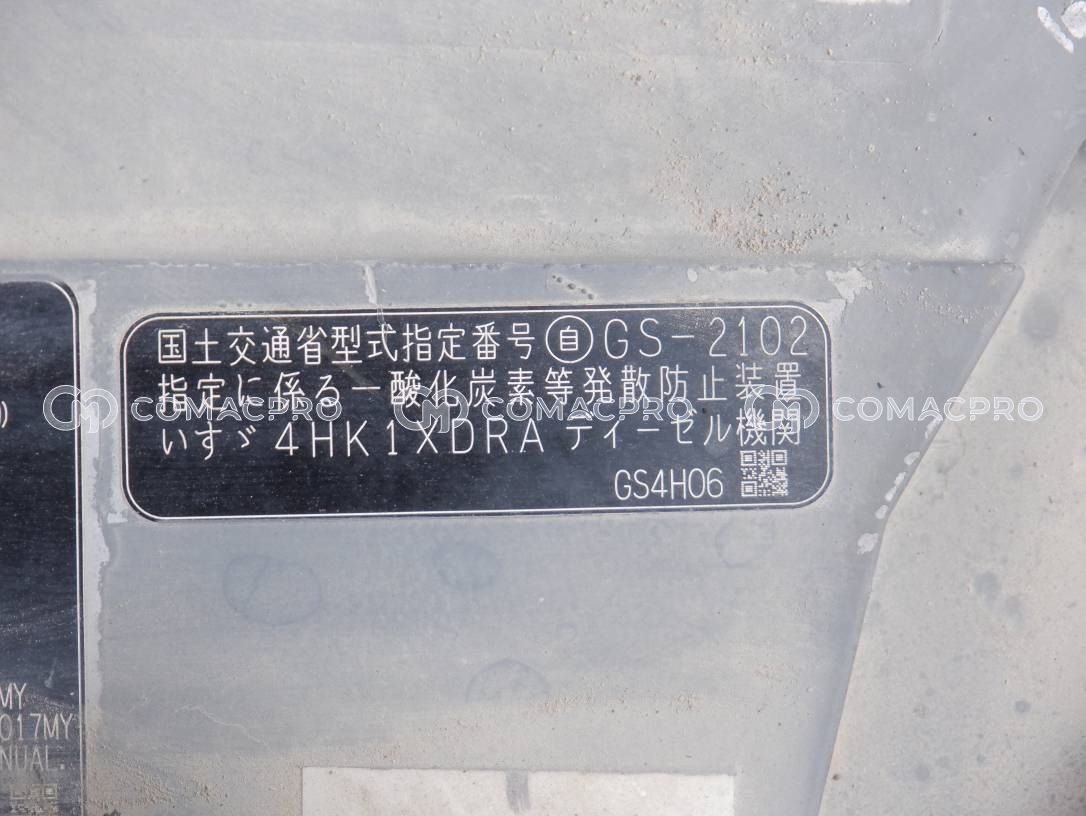 国土交通省型式指定番号㊂GS-2102
指定に係る一酸化炭素等発散防止装置
いすゞ 4HK1XDRA ディーゼル機関
GS4H06
COMACPRO COMACPRO COMACPRO
MY
017MY
NUAL.